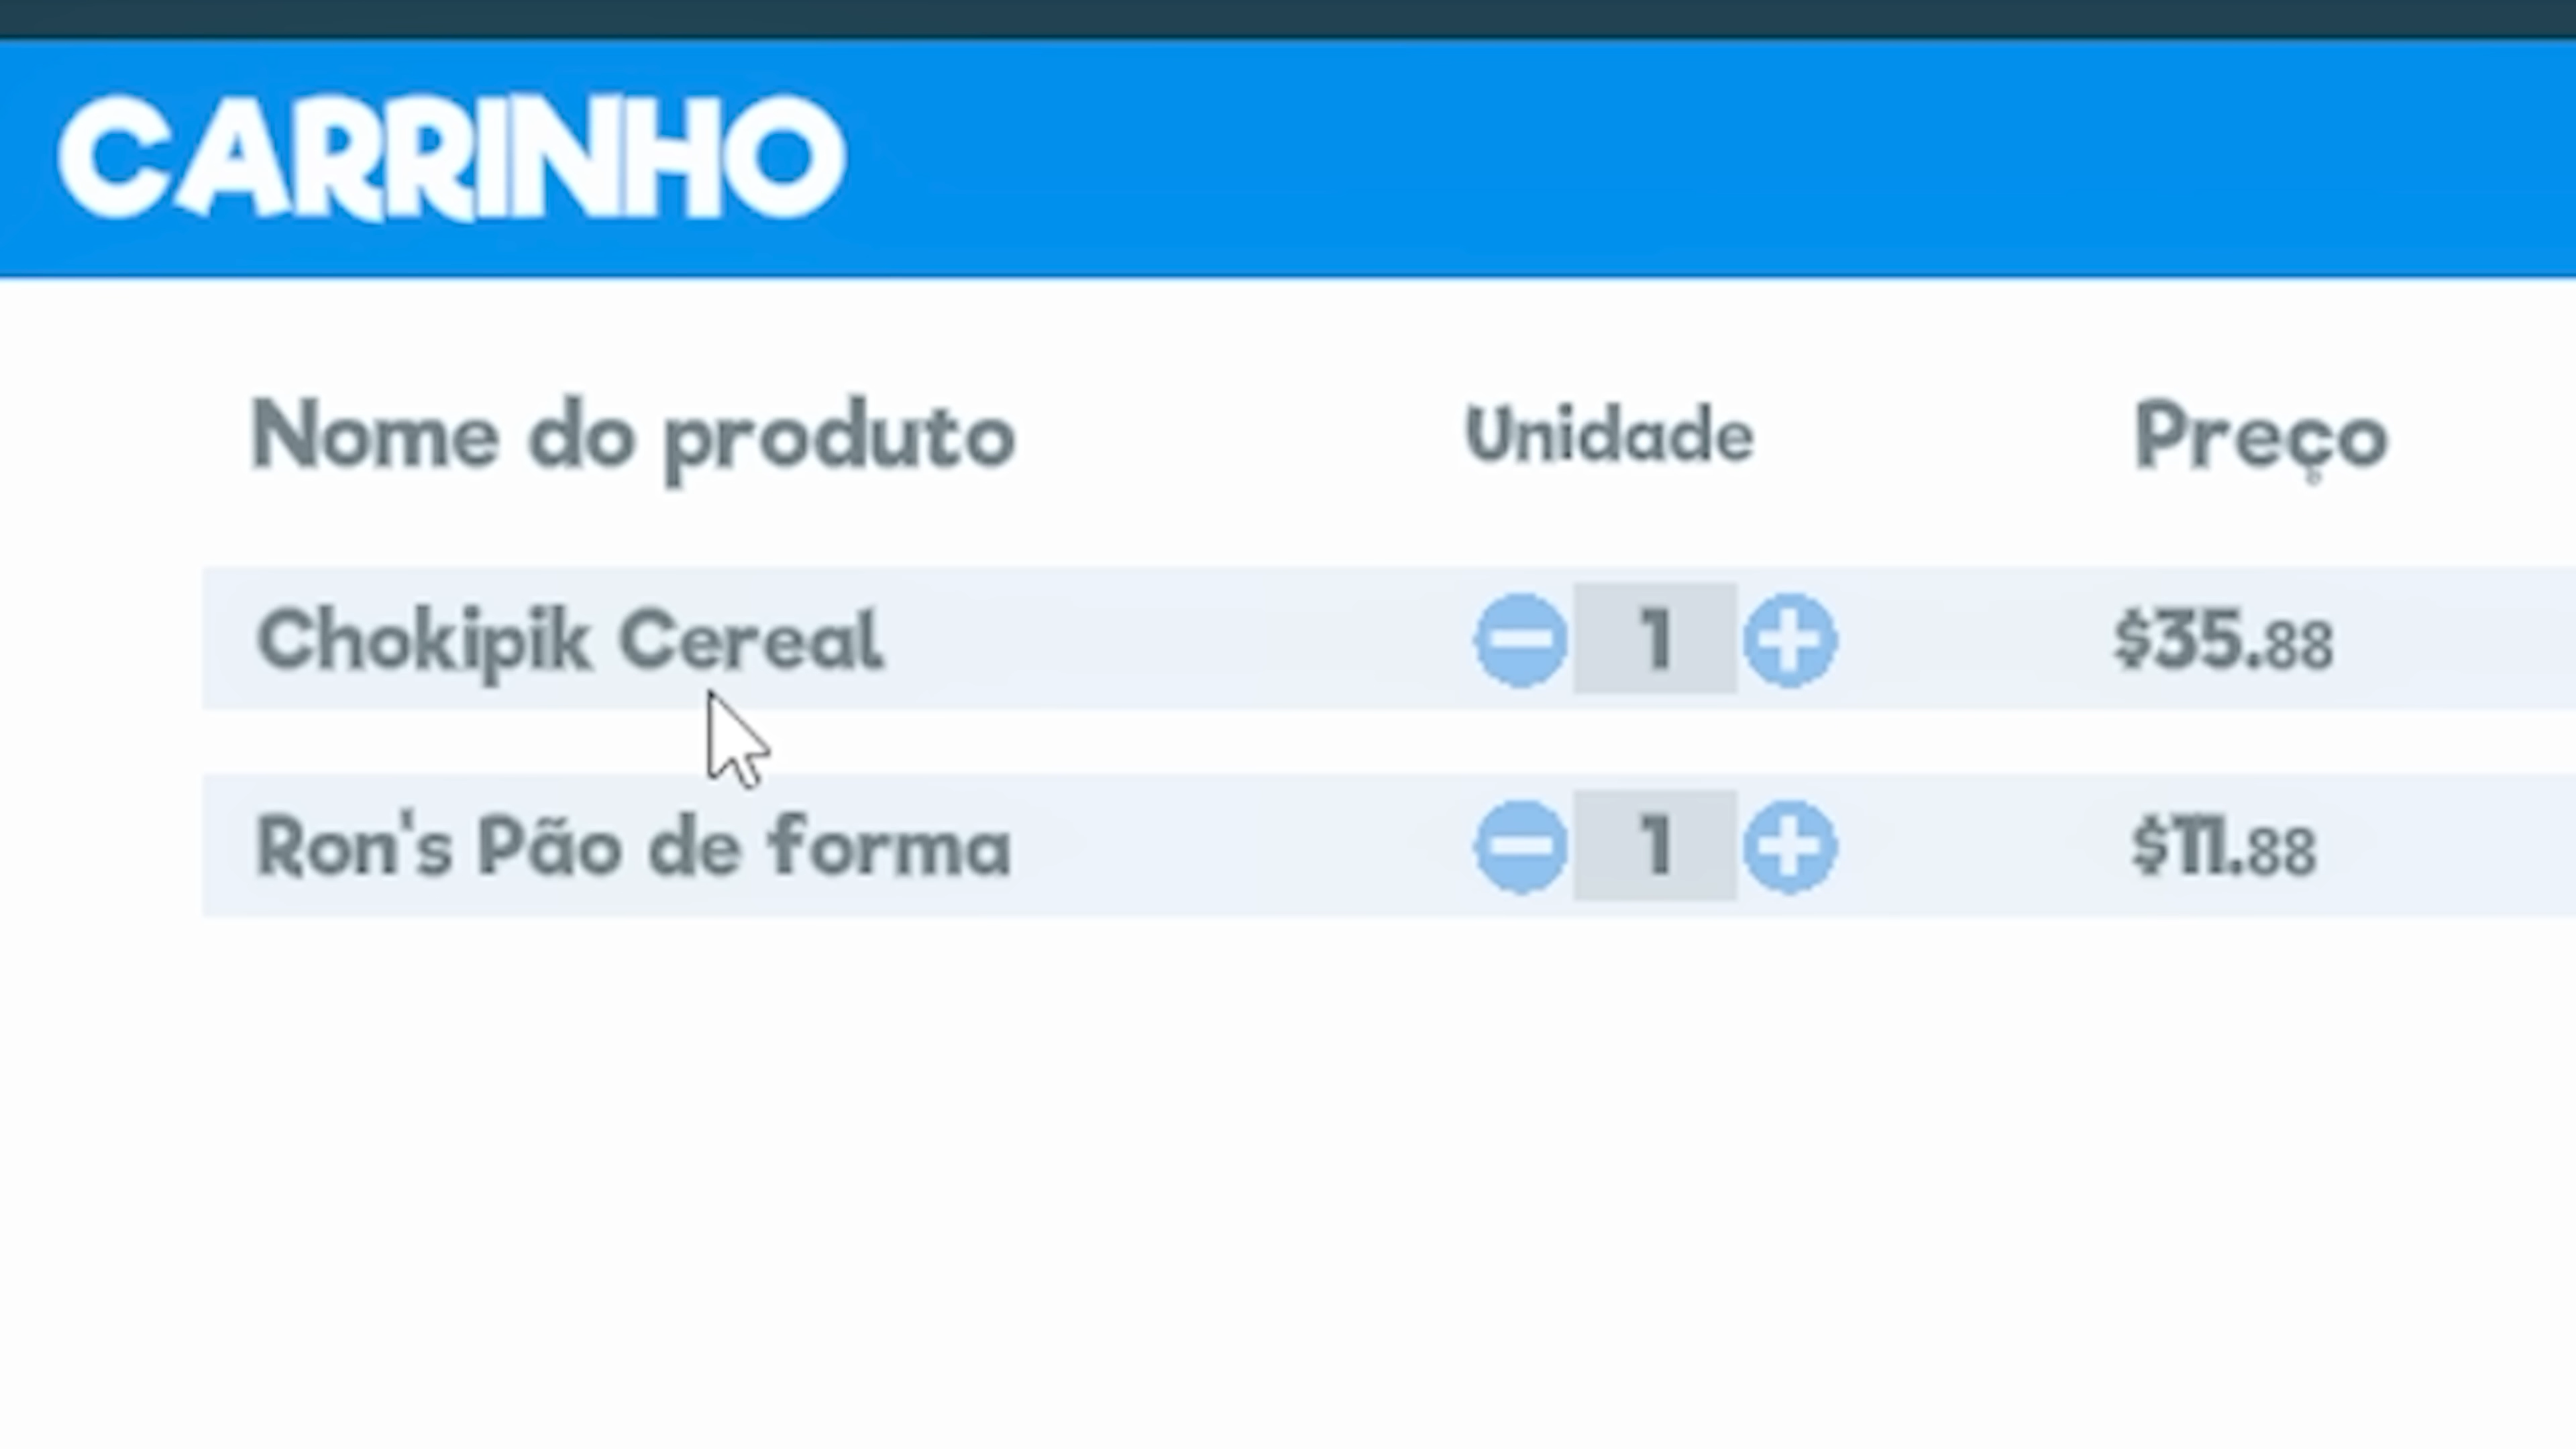 CARRINHO
Nome do produto Unidade Preço
Chokipik Cereal 1 $35.88
Ron's Pão de forma 1 $11.88